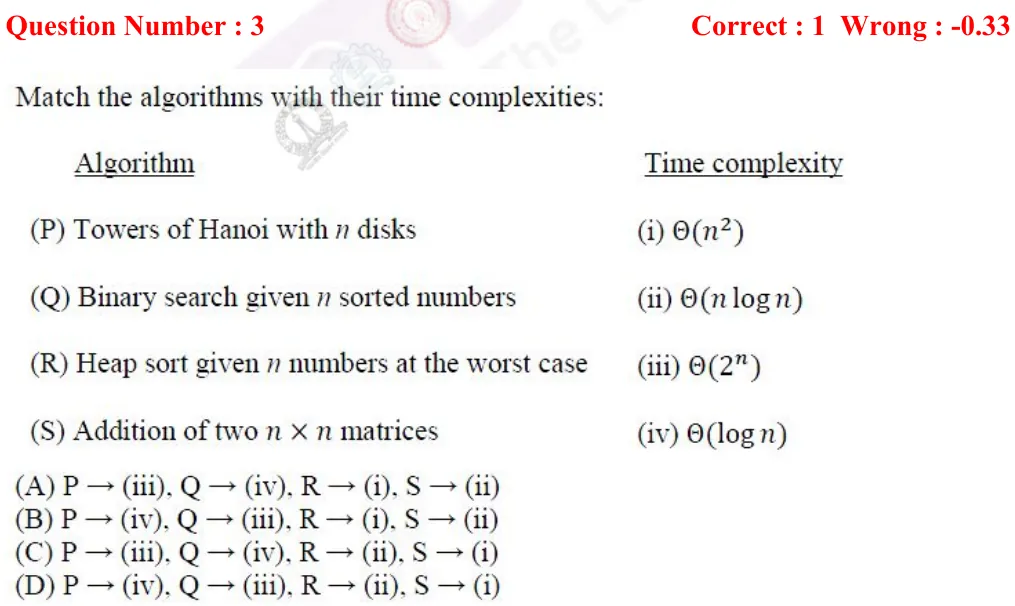 Question Number : 3 Correct : 1 Wrong : -0.33
The Lo
Match the algorithms with their time complexities:
Algorithm Time complexity
(P) Towers of Hanoi with n disks (i) Θ(n²)
(Q) Binary search given n sorted numbers (ii) Θ(n log n)
(R) Heap sort given n numbers at the worst case (iii) Θ(2ⁿ)
(S) Addition of two n × n matrices (iv) Θ(log n)
(A) P → (iii), Q → (iv), R → (i), S → (ii)
(B) P → (iv), Q → (iii), R → (i), S → (ii)
(C) P → (iii), Q → (iv), R → (ii), S → (i)
(D) P → (iv), Q → (iii), R → (ii), S → (i)